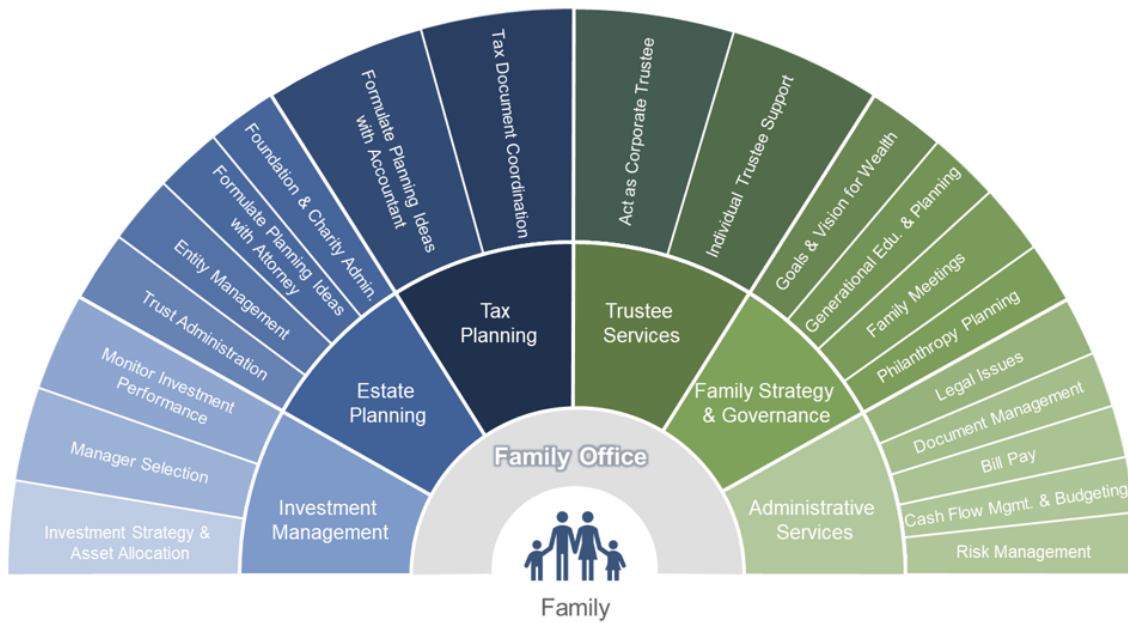 Investment Strategy &
Asset Allocation
Manager Selection
Monitor Investment
Performance
Trust Administration
Entity Management
Formulate Planning Ideas
with Attorney
Foundation & Charity Admin.
Formulate Planning Ideas
with Accountant
Tax Document Coordination
Act as Corporate Trustee
Individual Trustee Support
Goals & Vision for Wealth
Generational Edu. & Planning
Family Meetings
Philanthropy Planning
Legal Issues
Document Management
Bill Pay
Cash Flow Mgmt. & Budgeting
Risk Management
Investment
Management
Estate
Planning
Tax
Planning
Trustee
Services
Family Strategy
& Governance
Administrative
Services
Family Office
Family